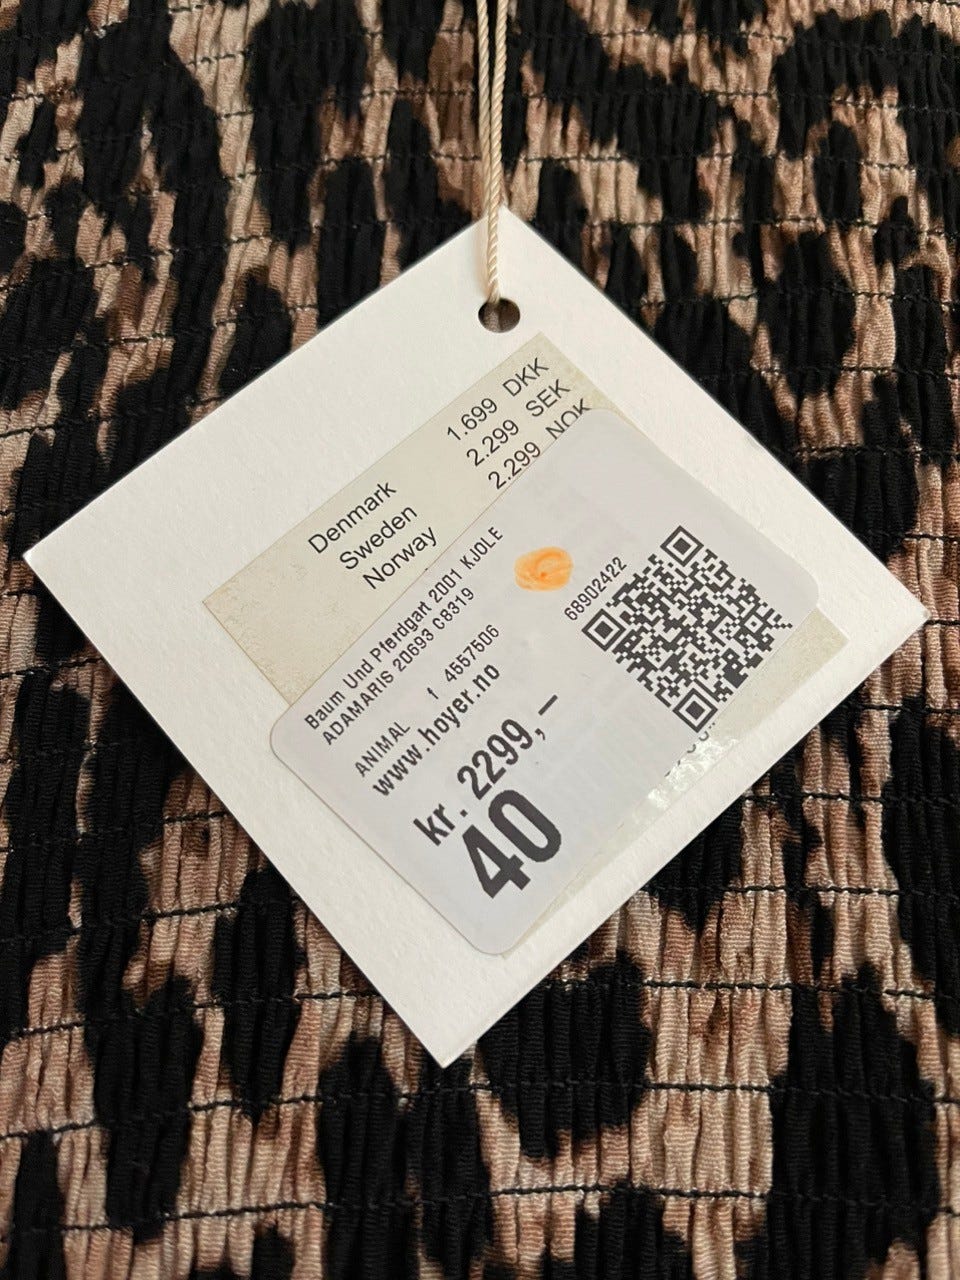 Denmark 1.699 DKK
Sweden 2.299 SEK
Norway 2.299 NOK
Baum Und Pferdgart 2001 KJOLE
ADAMARIS 20693 C8319
ANIMAL f 4557506
www.hoyer.no
kr. 2299,–
40
68902422